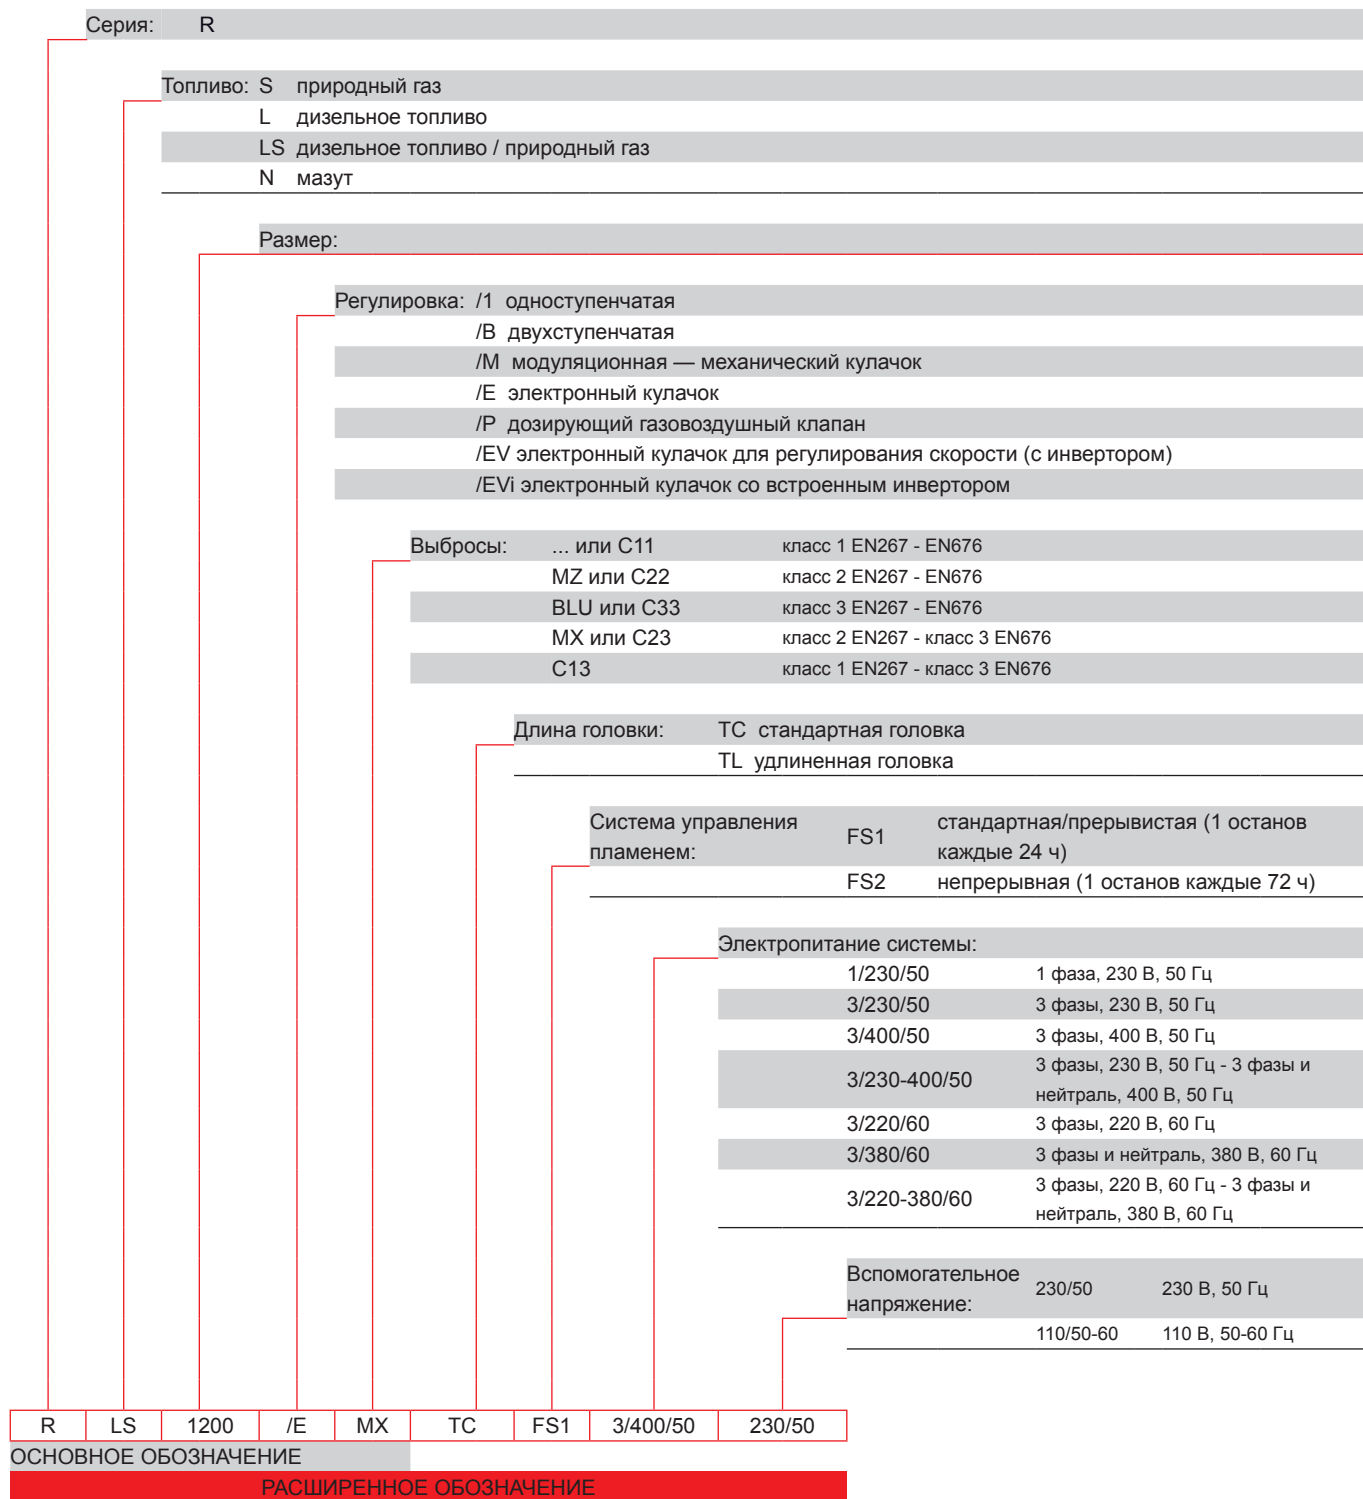 Серия: R
Топливо: S природный газ
L дизельное топливо
LS дизельное топливо / природный газ
N мазут
Размер:
Регулировка: /1 одноступенчатая
/B двухступенчатая
/M модуляционная — механический кулачок
/E электронный кулачок
/P дозирующий газовоздушный клапан
/EV электронный кулачок для регулирования скорости (с инвертором)
/EVi электронный кулачок со встроенным инвертором
Выбросы: ... или C11 класс 1 EN267 - EN676
MZ или C22 класс 2 EN267 - EN676
BLU или C33 класс 3 EN267 - EN676
MX или C23 класс 2 EN267 - класс 3 EN676
C13 класс 1 EN267 - класс 3 EN676
Длина головки: TC стандартная головка
TL удлиненная головка
Система управления
пламенем:
FS1
стандартная/прерывистая (1 останов
каждые 24 ч)
FS2 непрерывная (1 останов каждые 72 ч)
Электропитание системы:
1/230/50 1 фаза, 230 В, 50 Гц
3/230/50 3 фазы, 230 В, 50 Гц
3/400/50 3 фазы, 400 В, 50 Гц
3/230-400/50
3 фазы, 230 В, 50 Гц - 3 фазы и
нейтраль, 400 В, 50 Гц
3/220/60 3 фазы, 220 В, 60 Гц
3/380/60 3 фазы и нейтраль, 380 В, 60 Гц
3/220-380/60
3 фазы, 220 В, 60 Гц - 3 фазы и
нейтраль, 380 В, 60 Гц
Вспомогательное
напряжение:
230/50 230 В, 50 Гц
110/50-60 110 В, 50-60 Гц
R LS 1200 /E MX TC FS1 3/400/50 230/50
ОСНОВНОЕ ОБОЗНАЧЕНИЕ
РАСШИРЕННОЕ ОБОЗНАЧЕНИЕ